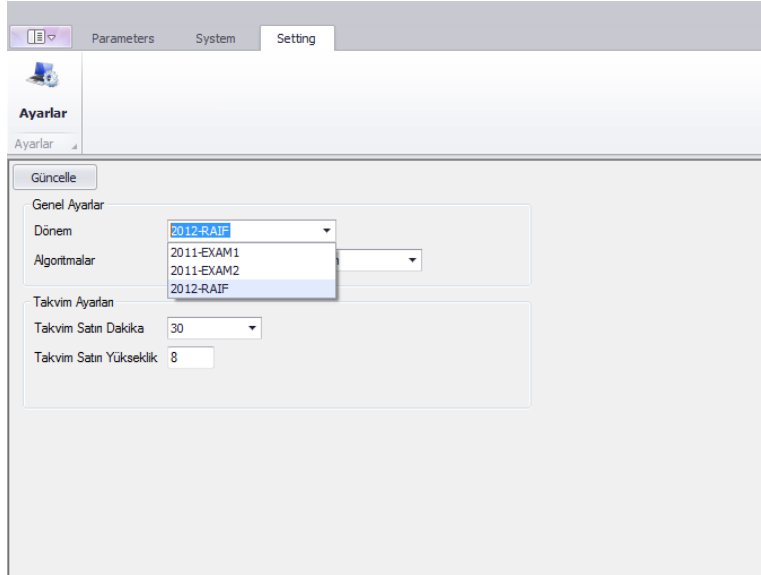 Parameters System Setting
Ayarlar
Ayarlar
Güncelle
Genel Ayarlar
Dönem 2012-RAIF
2011-EXAM1
2011-EXAM2
2012-RAIF
Algoritmalar
Takvim Ayarları
Takvim Satırı Dakika 30
Takvim Satırı Yükseklik 8